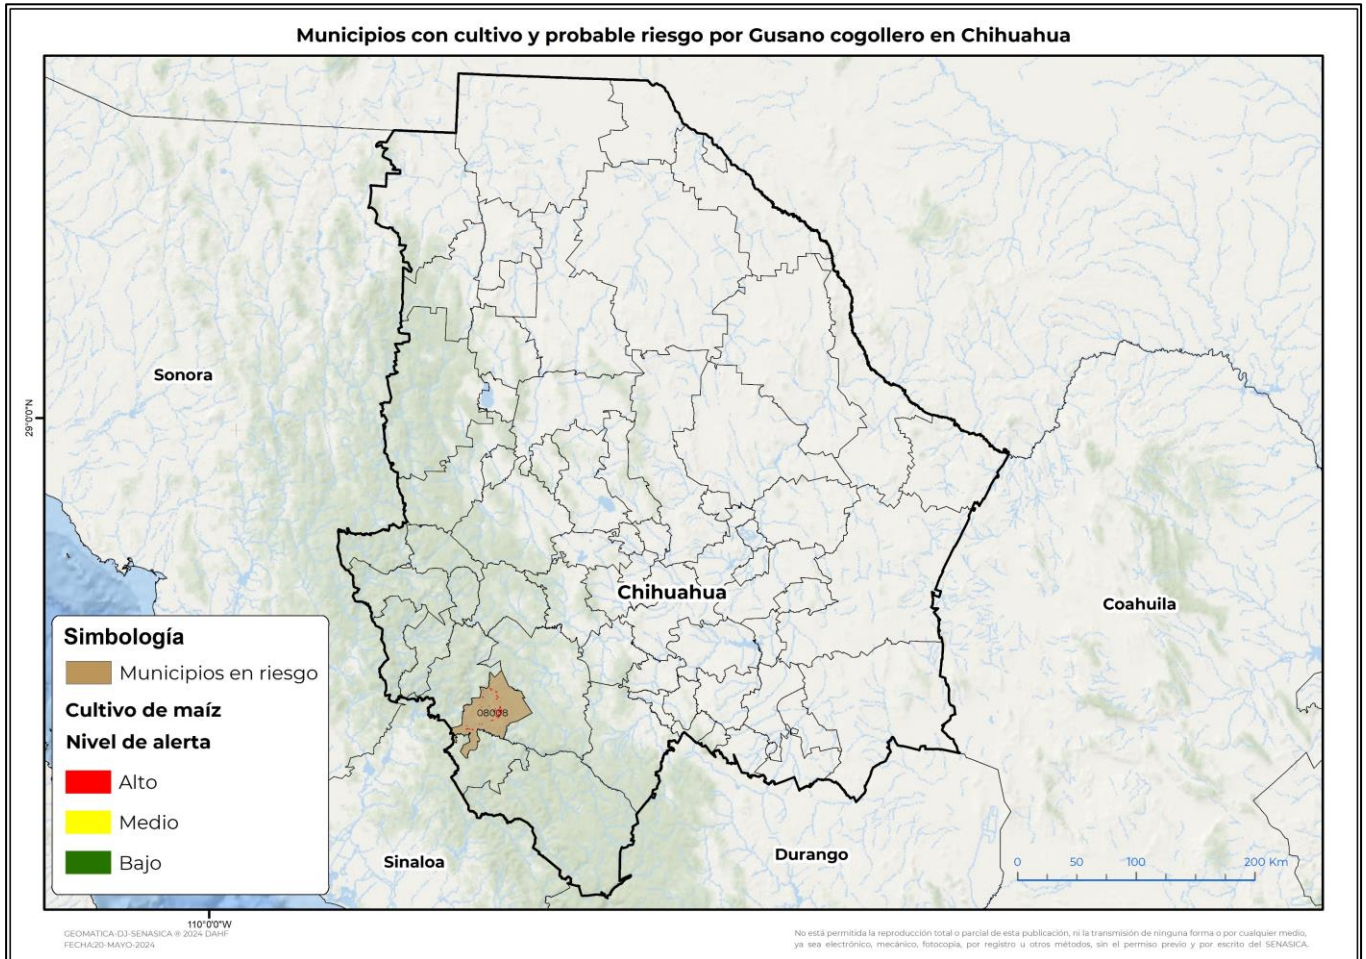 Municipios con cultivo y probable riesgo por Gusano cogollero en Chihuahua
Sonora
29°0'0"N
Chihuahua
Coahuila
Simbología
Municipios en riesgo
Cultivo de maíz
Nivel de alerta
Alto
Medio
Bajo
08008
Sinaloa
Durango
0 50 100 200 Km
110°0'0"W
GEOMATICA-DJ-SENASICA ® 2024 DAHF
FECHA:20-MAYO-2024
No está permitida la reproducción total o parcial de esta publicación, ni la transmisión de ninguna forma o por cualquier medio,
ya sea electrónico, mecánico, fotocopia, por registro u otros métodos, sin el permiso previo y por escrito del SENASICA.